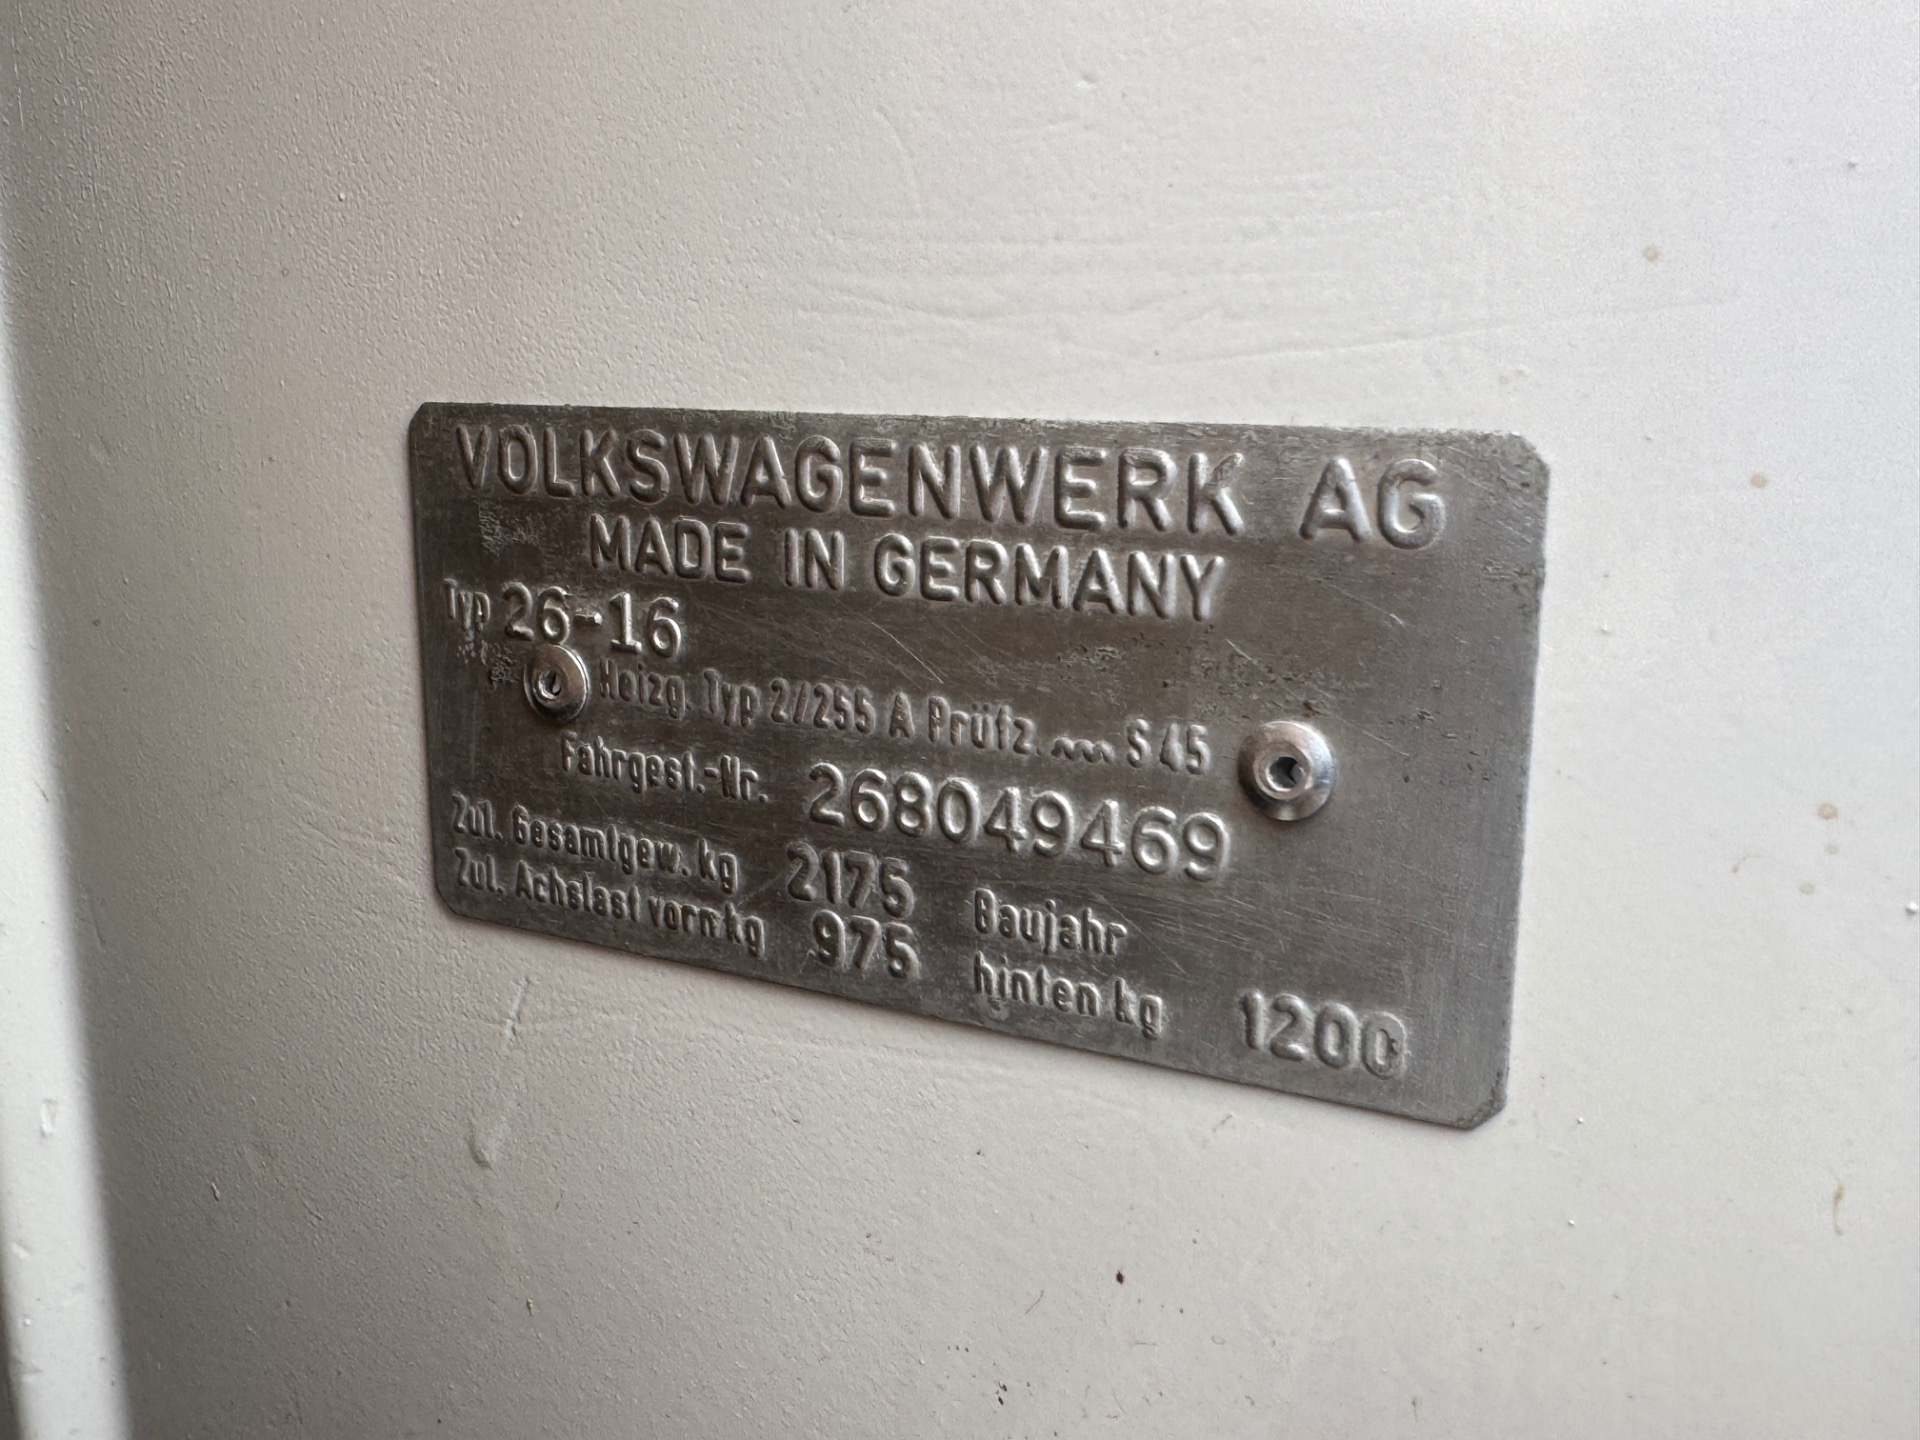 VOLKSWAGENWERK AG
MADE IN GERMANY
Typ 26-16
Heizg. Typ 2/255 A Prüfz. ~~~ S 45
Fahrgest.-Nr. 268049469
Zul. Gesamtgew. kg 2175 Baujahr
Zul. Achslast vorn kg 975 hinten kg 1200